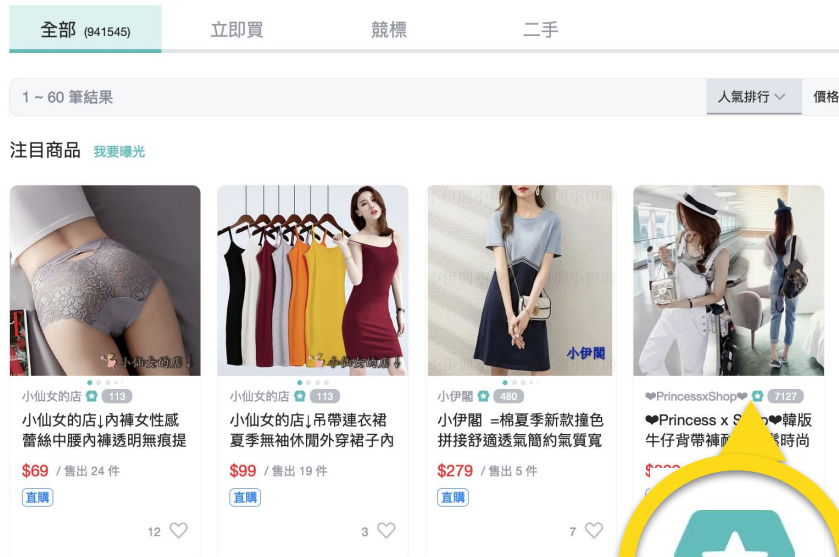 全部 (941545)
立即買
競標
二手
1 ~ 60 筆結果
人氣排行
價格
注目商品 我要曝光
小仙女的店
小仙女的店
小伊閣
小仙女的店 113
小仙女的店↓內褲女性感
蕾絲中腰內褲透明無痕提
$69 / 售出 24 件
直購
12
小仙女的店 113
小仙女的店↓吊帶連衣裙
夏季無袖休閒外穿裙子內
$99 / 售出 19 件
直購
3
小伊閣 480
小伊閣 =棉夏季新款撞色
拼接舒適透氣簡約氣質寬
$279 / 售出 5 件
直購
7
❤PrincessxShop❤ 7127
❤Princess x S op❤韓版
牛仔背帶褲 時尚